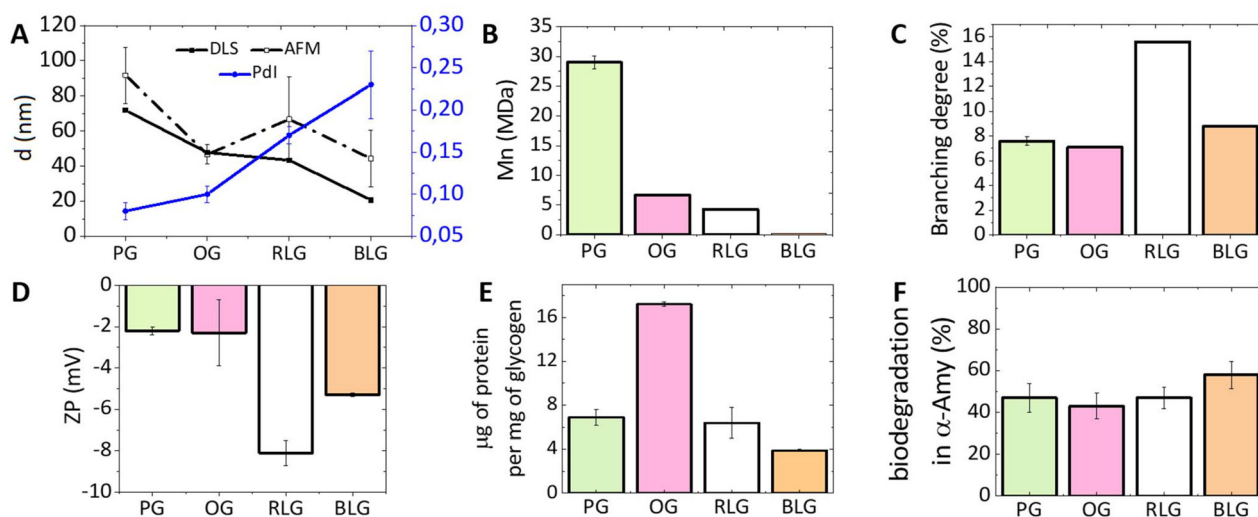 A
d (nm)
120
100
80
60
40
20
0
DLS
AFM
PdI
0,30
0,25
0,20
0,15
0,10
0,05
PG OG RLG BLG
B
Mn (MDa)
35
30
25
20
15
10
5
0
PG OG RLG BLG
C
Branching degree (%)
16
14
12
10
8
6
4
2
0
PG OG RLG BLG
D
ZP (mV)
0
-2
-4
-6
-8
-10
PG OG RLG BLG
E
μg of protein
per mg of glycogen
16
12
8
4
0
PG OG RLG BLG
F
biodegradation
in α-Amy (%)
100
80
60
40
20
0
PG OG RLG BLG